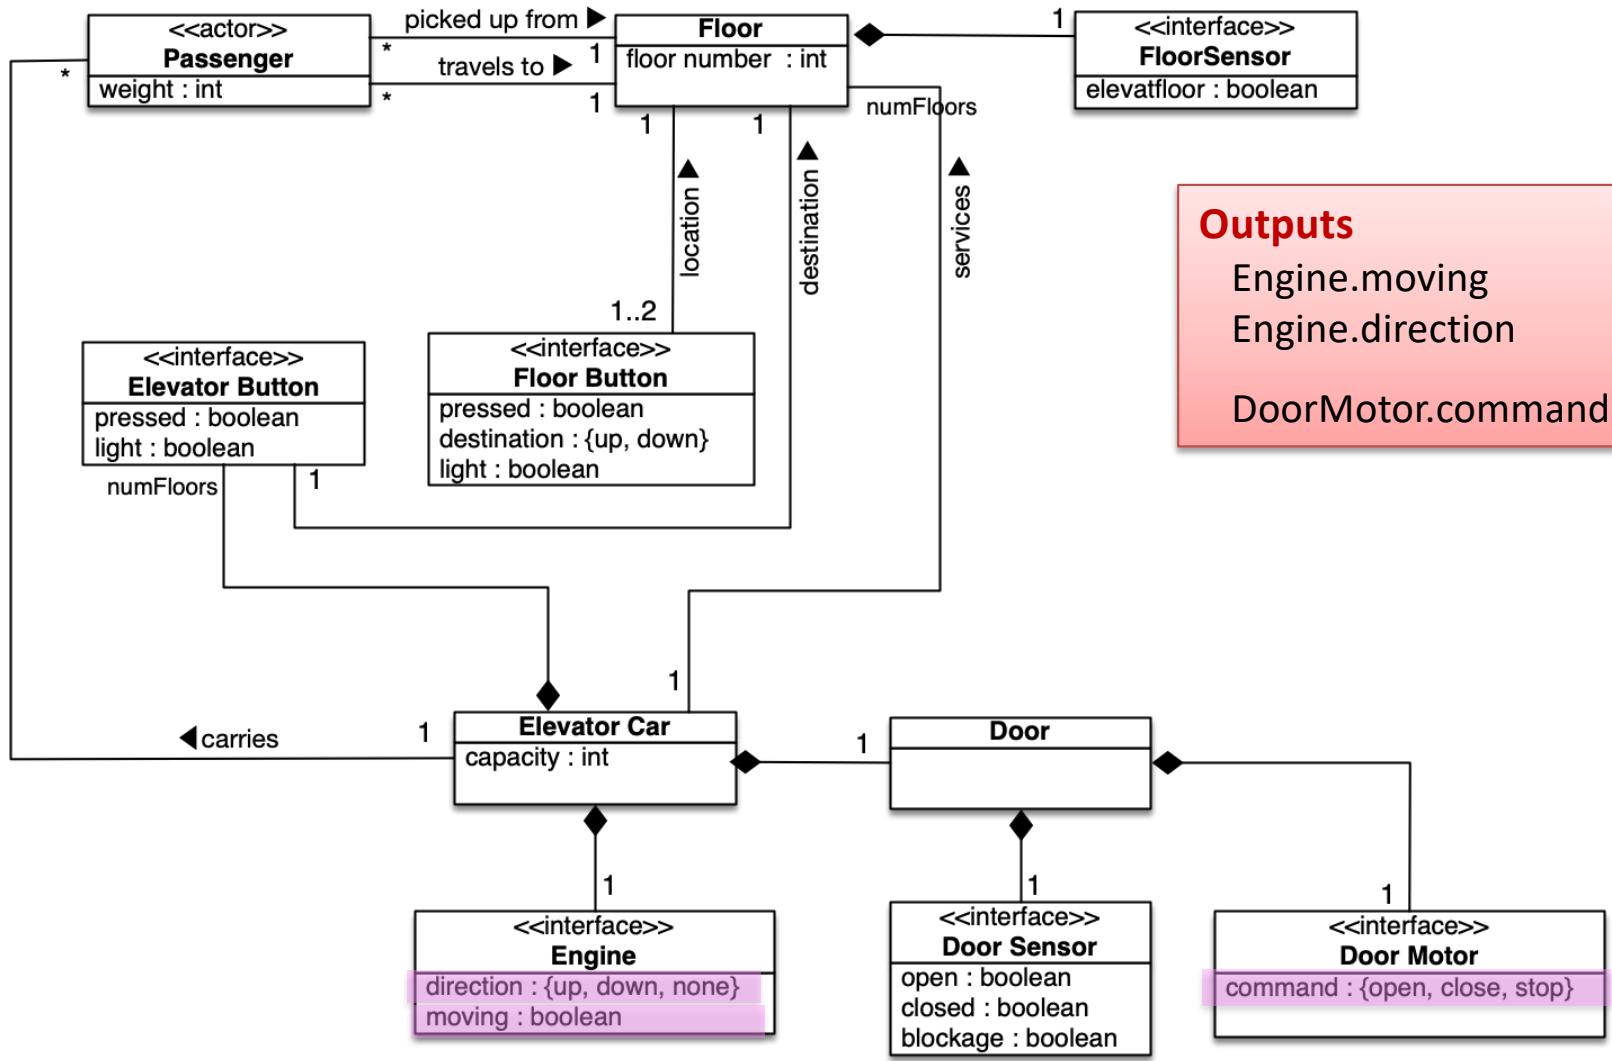 <<actor>>
Passenger
weight : int
picked up from ▶
*
1
travels to ▶
*
1
*
Floor
floor number : int
1
<<interface>>
FloorSensor
elevatfloor : boolean
numFloors
1
1
location ▶
destination ▶
services ▶
Outputs
Engine.moving
Engine.direction
DoorMotor.command
1..2
<<interface>>
Elevator Button
pressed : boolean
light : boolean
numFloors
1
<<interface>>
Floor Button
pressed : boolean
destination : {up, down}
light : boolean
◀ carries
1
1
Elevator Car
capacity : int
1
Door
1
1
1
<<interface>>
Engine
direction : {up, down, none}
moving : boolean
<<interface>>
Door Sensor
open : boolean
closed : boolean
blockage : boolean
<<interface>>
Door Motor
command : {open, close, stop}